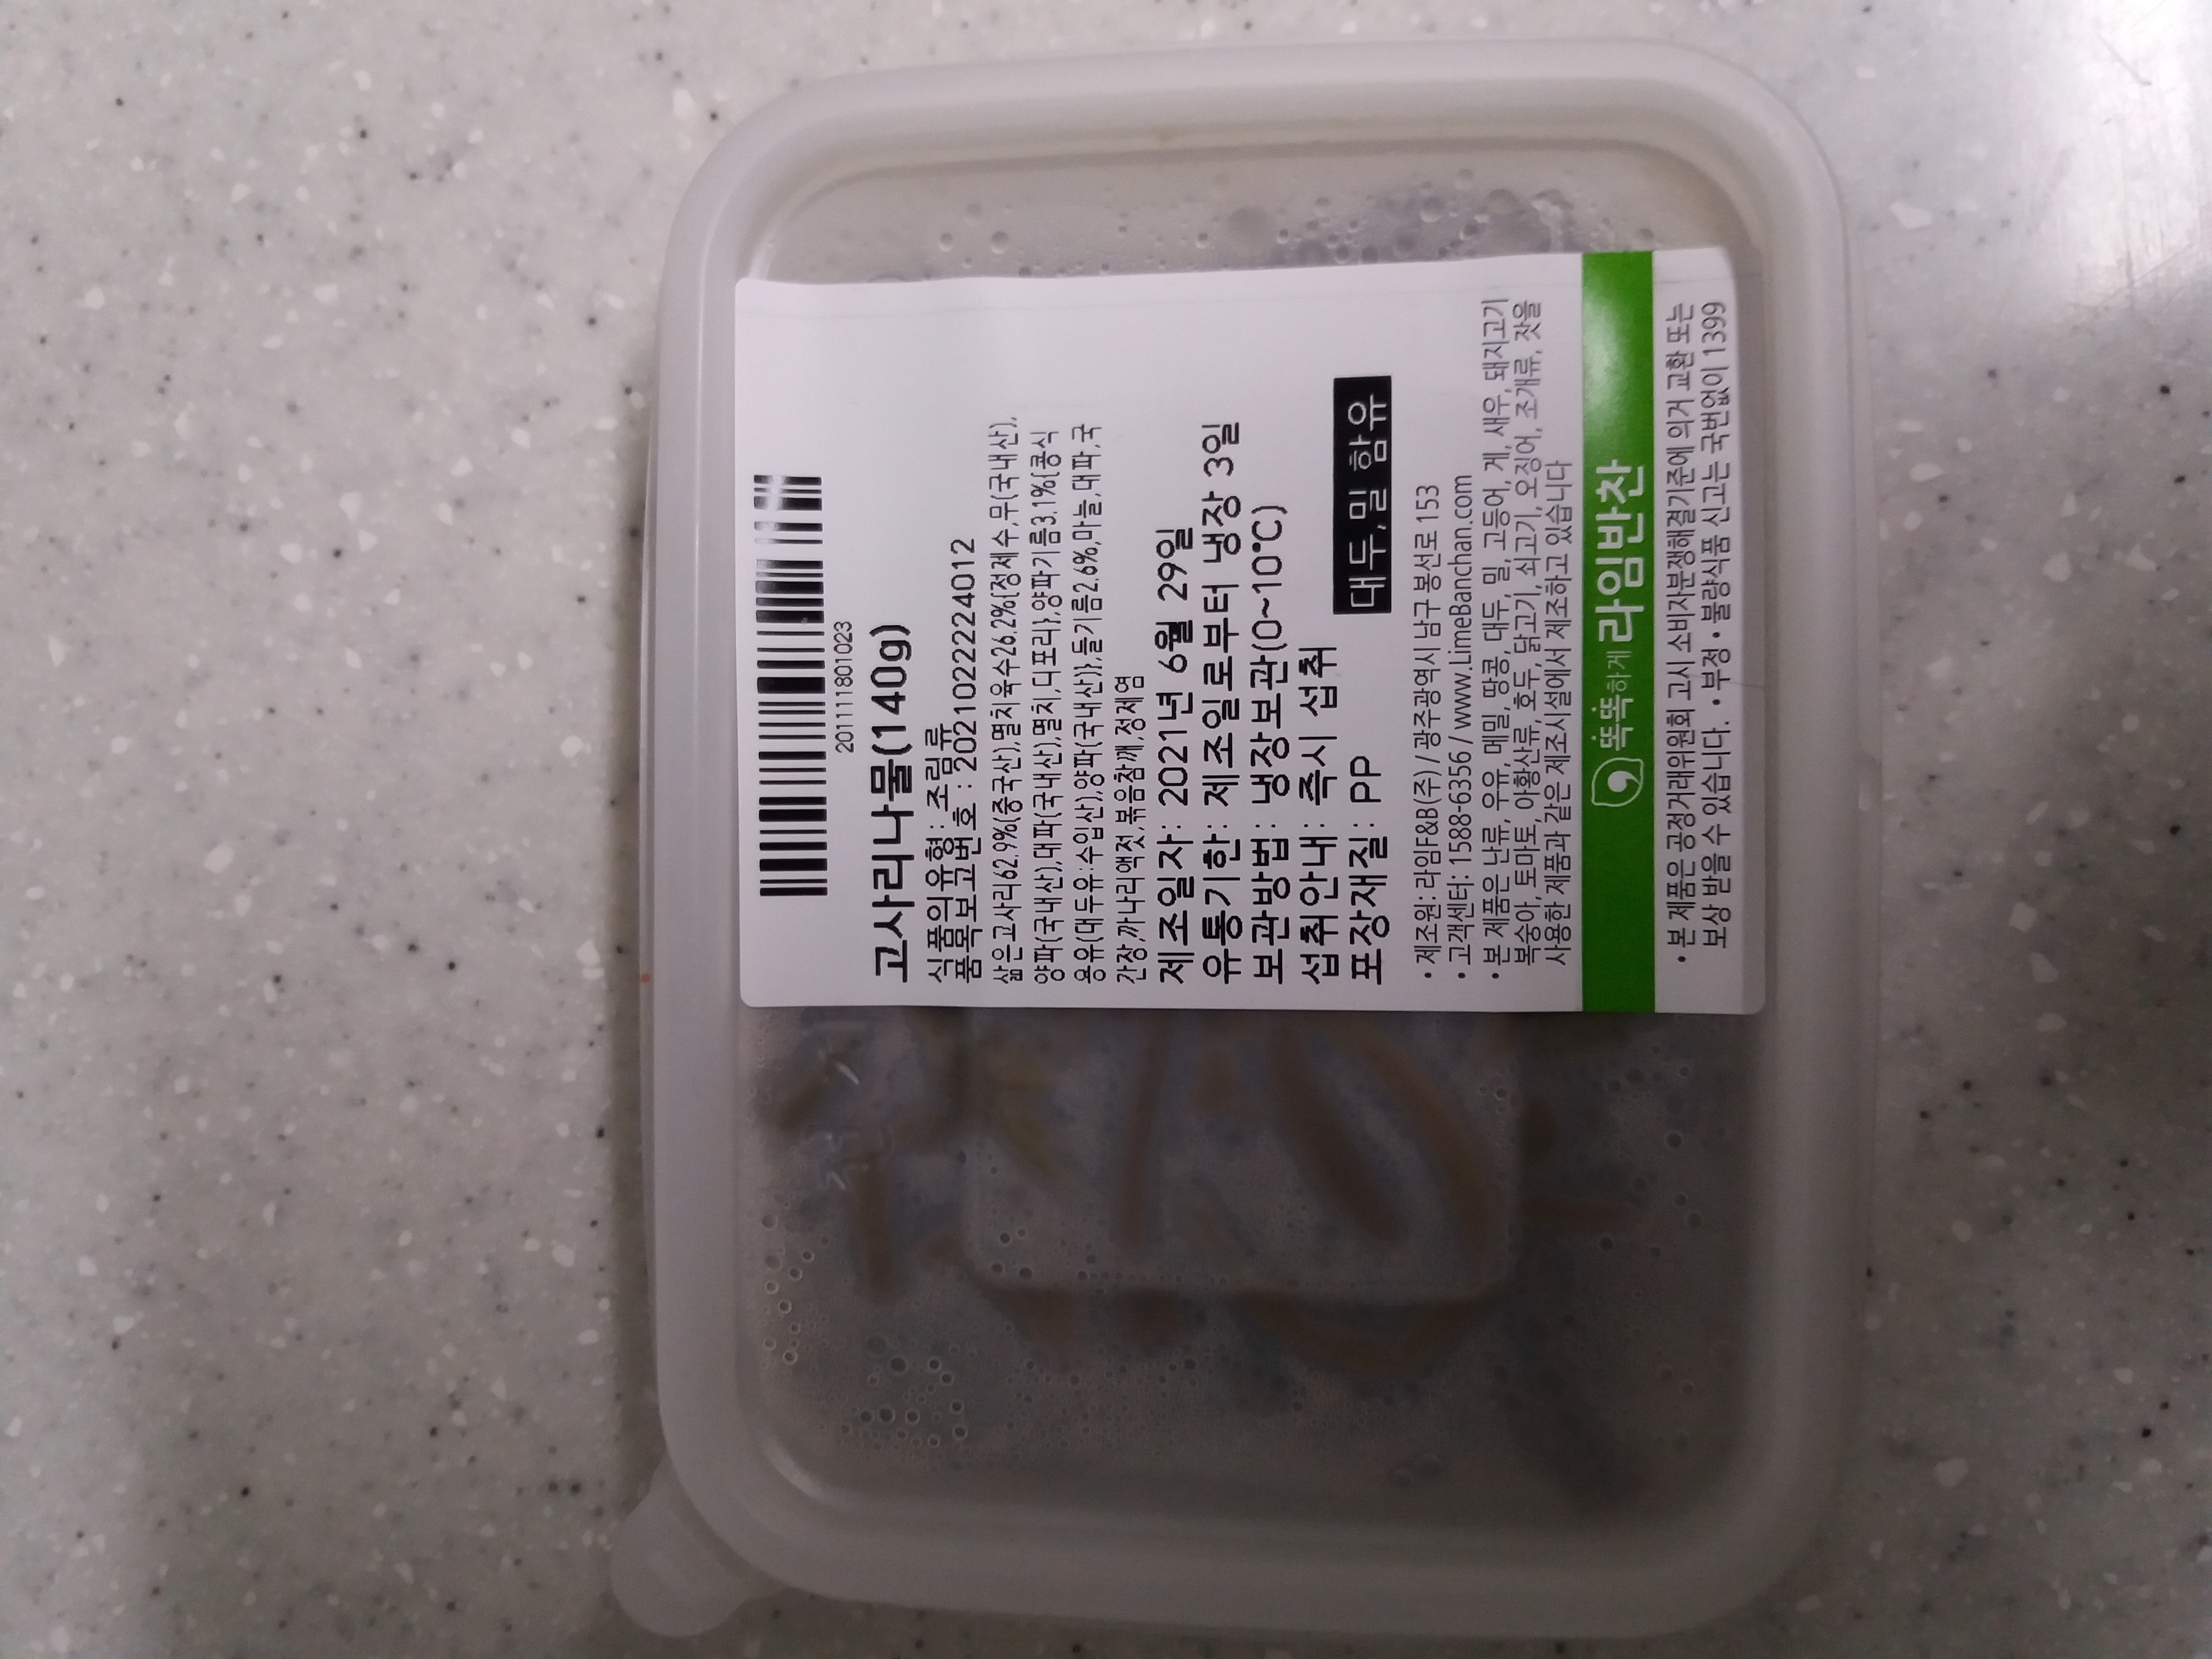 201111801023
고사리나물(140g)
식품의유형: 조림류
품목보고번호 : 2021022224012
삶은고사리62.9%(중국산),멸치육수26.2%{정제수,무(국내산),
양파(국내산),대파(국내산),멸치,디포리},양파기름3.1%{콩식
용유(대두유:수입산),양파(국내산)},들기름2.6%,마늘,대파,국
간장,까나리액젓,볶음참깨,정제염
제조일자: 2021년 6월 29일
유통기한: 제조일로부터 냉장 3일
보관방법: 냉장보관(0~10℃)
섭취안내: 즉시 섭취
포장재질: PP
대두,밀 함유
• 제조원: 라임F&B(주) / 광주광역시 남구 봉선로 153
• 고객센터: 1588-6356 / www.LimeBanchan.com
• 본 제품은 난류, 우유, 메밀, 땅콩, 대두, 밀, 고등어, 게, 새우, 돼지고기
복숭아, 토마토, 아황산류, 호두, 닭고기, 쇠고기, 오징어, 조개류, 잣을
사용한 제품과 같은 제조시설에서 제조하고 있습니다
똑똑하게 라임반찬
• 본 제품은 공정거래위원회 고시 소비자분쟁해결기준에 의거 교환 또는
보상 받을 수 있습니다. • 부정 • 불량식품 신고는 국번없이 1399